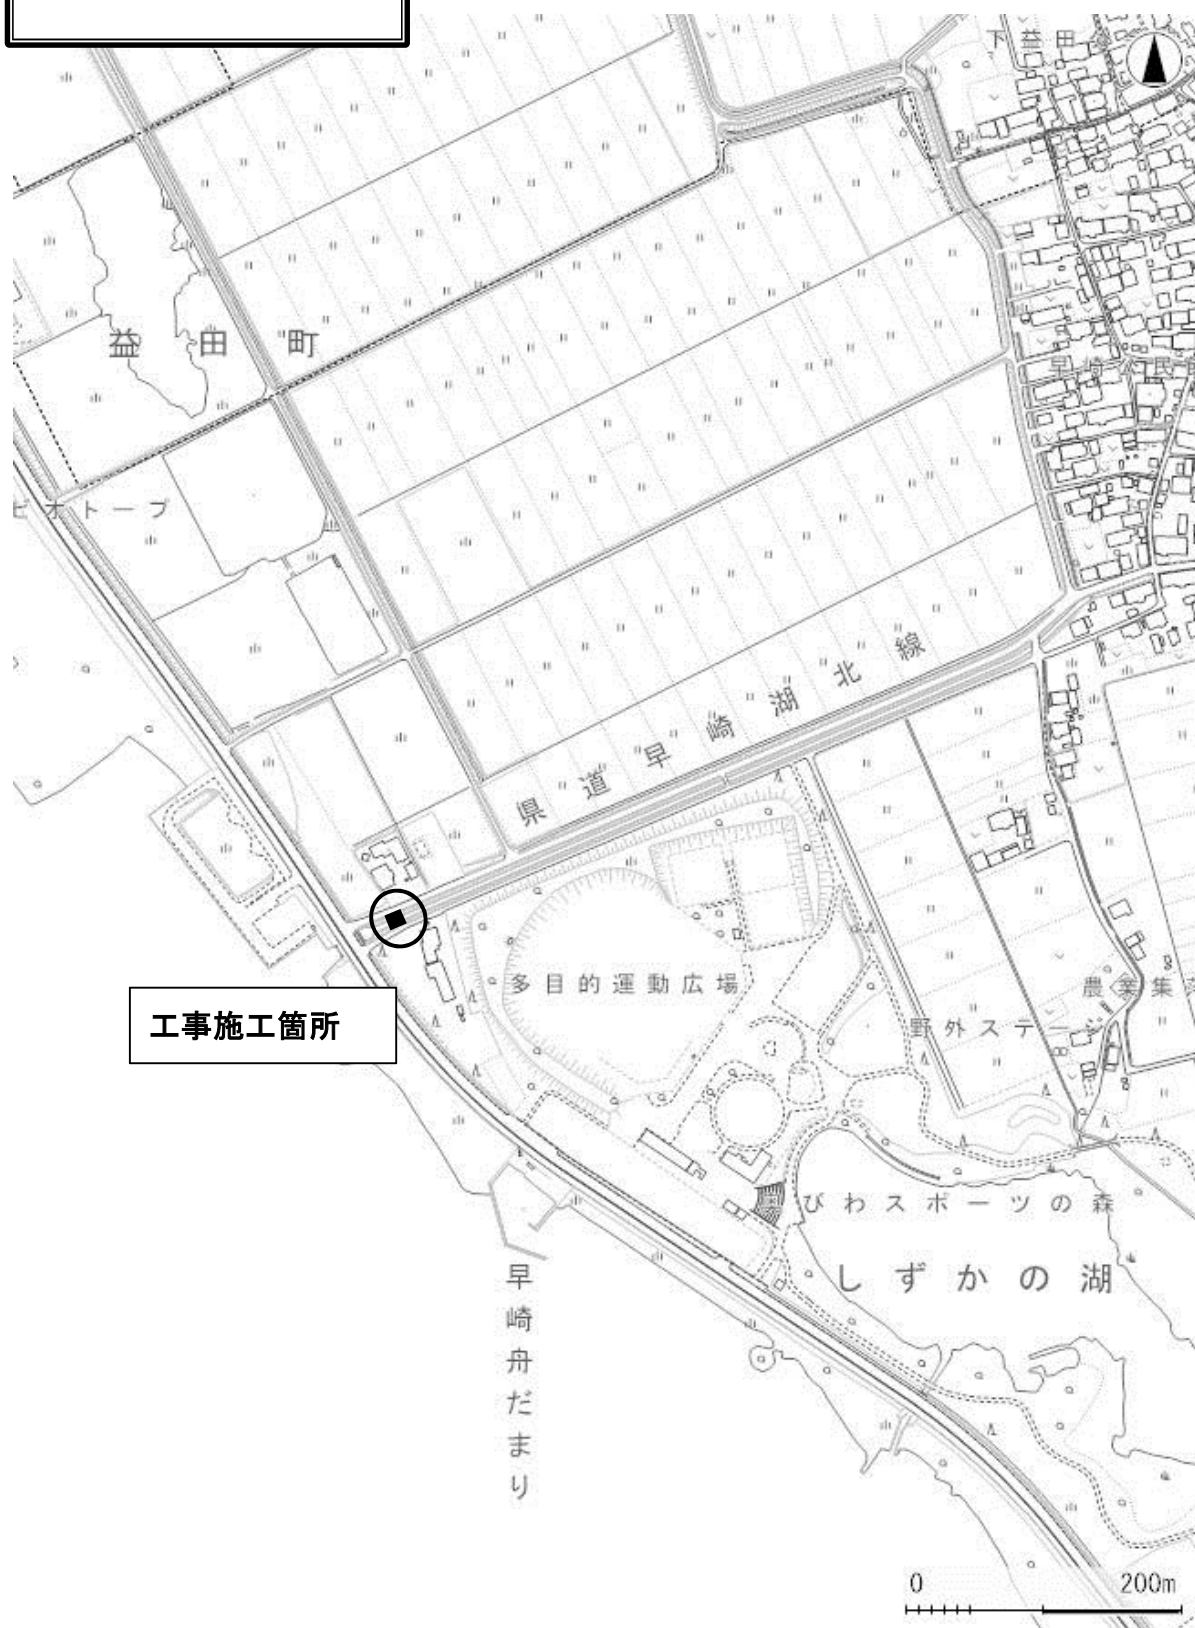 下益田
益田町
ビオトープ
県道早崎湖北線
多目的運動広場
工事施工箇所
農業集
野外ステー
びわスポーツの森
しずかの湖
早崎舟だまり
0 200m